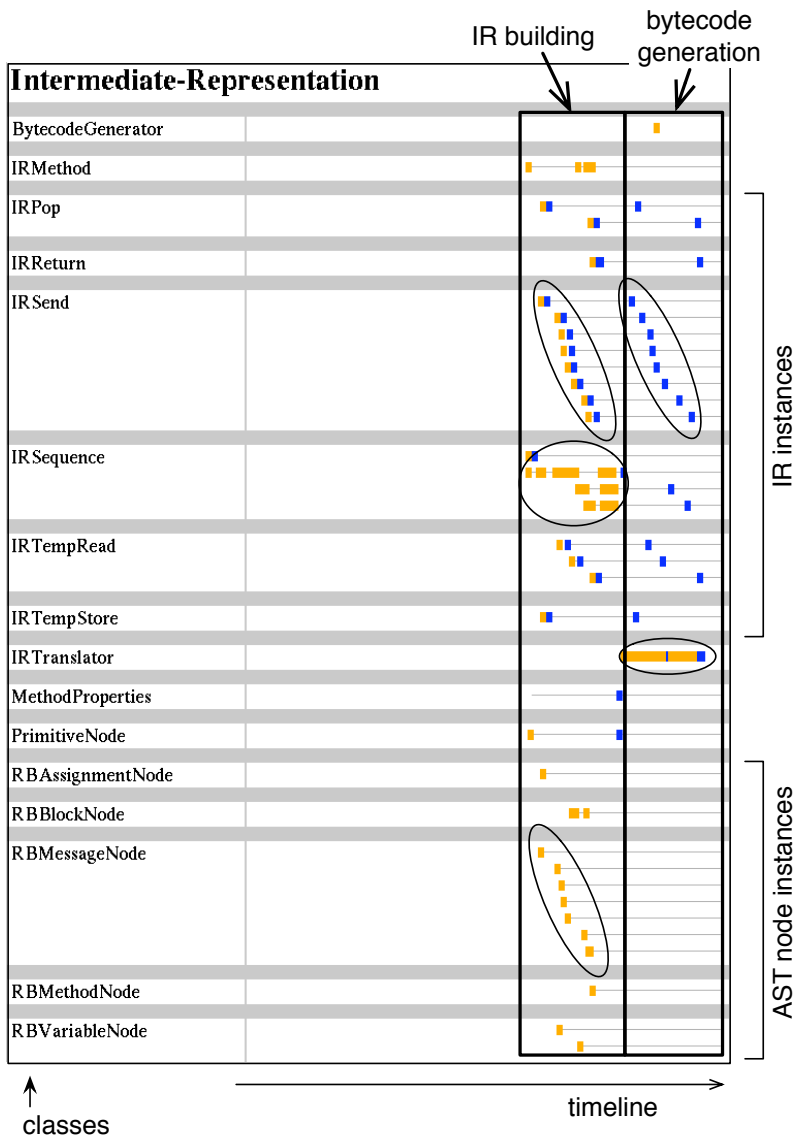 IR building
bytecode
generation
Intermediate-Representation
BytecodeGenerator
IRMethod
IRPop
IRReturn
IRSend
IRSequence
IRTempRead
IRTempStore
IRTranslator
MethodProperties
PrimitiveNode
RBAssignmentNode
RBBlockNode
RBMessageNode
RBMethodNode
RBVariableNode
IR instances
AST node instances
classes
timeline